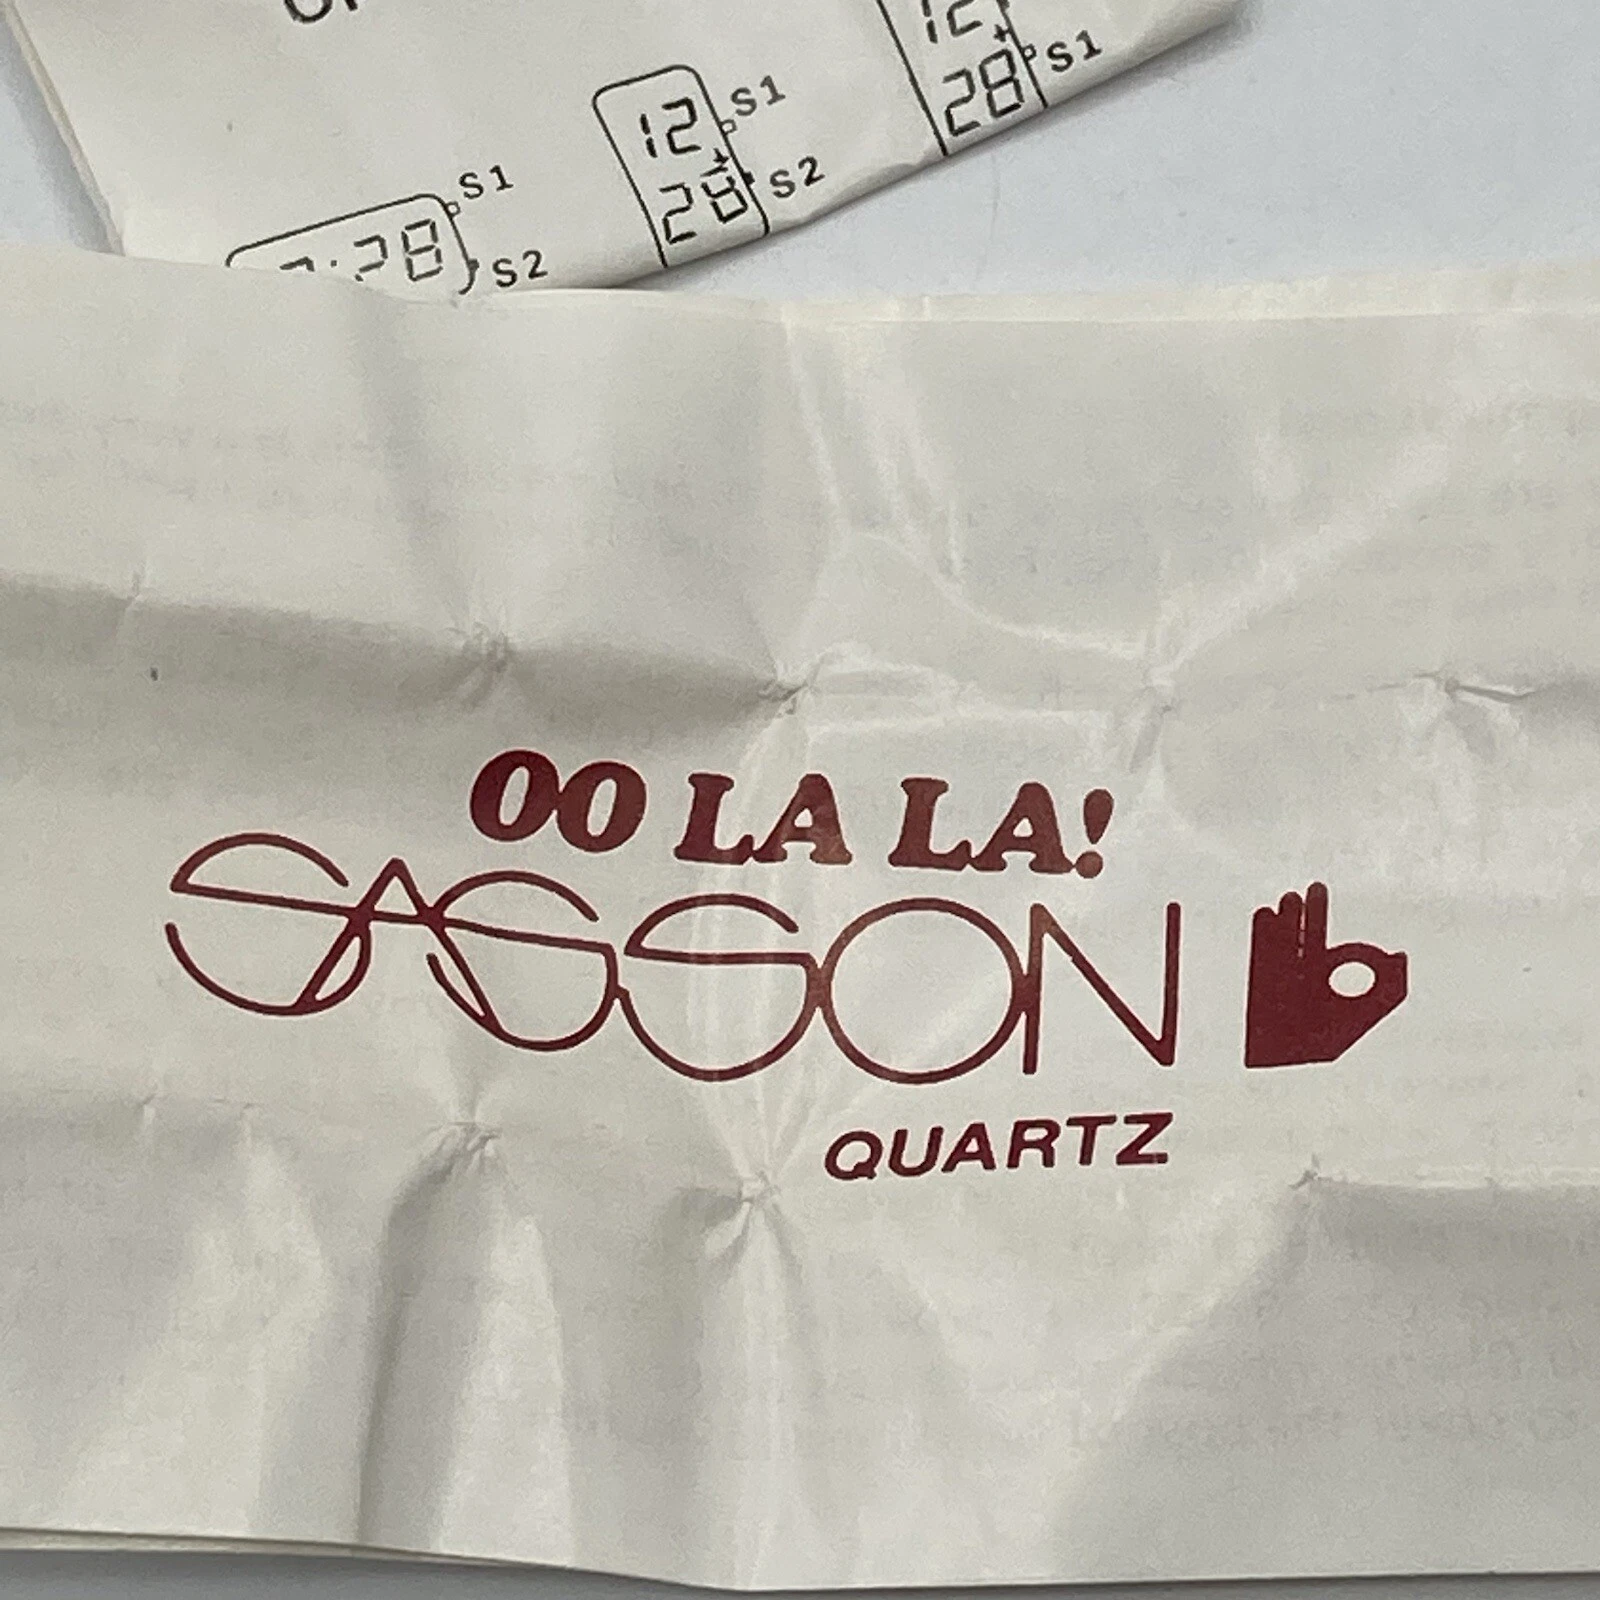 12 28 S1
12 28 S1
S2
:28 S1
S2
OO LA LA!
SASSON
QUARTZ